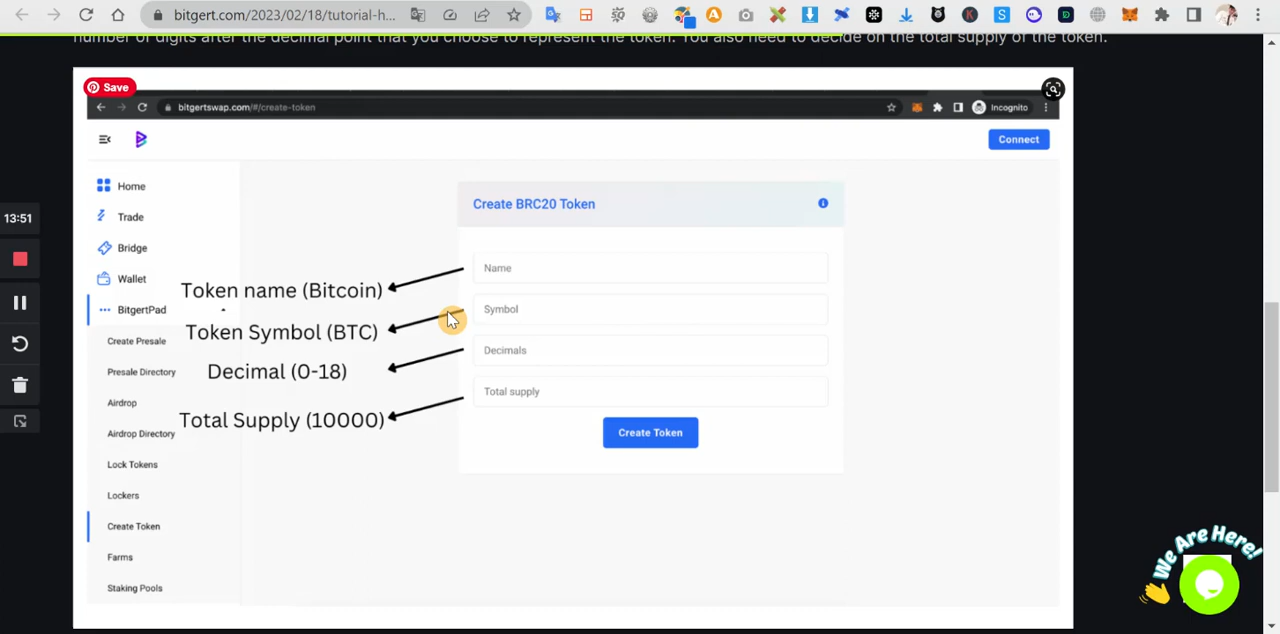 bitgert.com/2023/02/18/tutorial-h...
number of digits after the decimal point that you choose to represent the token. You also need to decide on the total supply of the token.
Save
bitgertswap.com/#/create-token
Incognito
Connect
Home
Trade
Bridge
Wallet
BitgertPad
Create Presale
Presale Directory
Airdrop
Airdrop Directory
Lock Tokens
Lockers
Create Token
Farms
Staking Pools
13:51
Token name (Bitcoin)
Token Symbol (BTC)
Decimal (0-18)
Total Supply (10000)
Create BRC20 Token
Name
Symbol
Decimals
Total supply
Create Token
We Are Here!